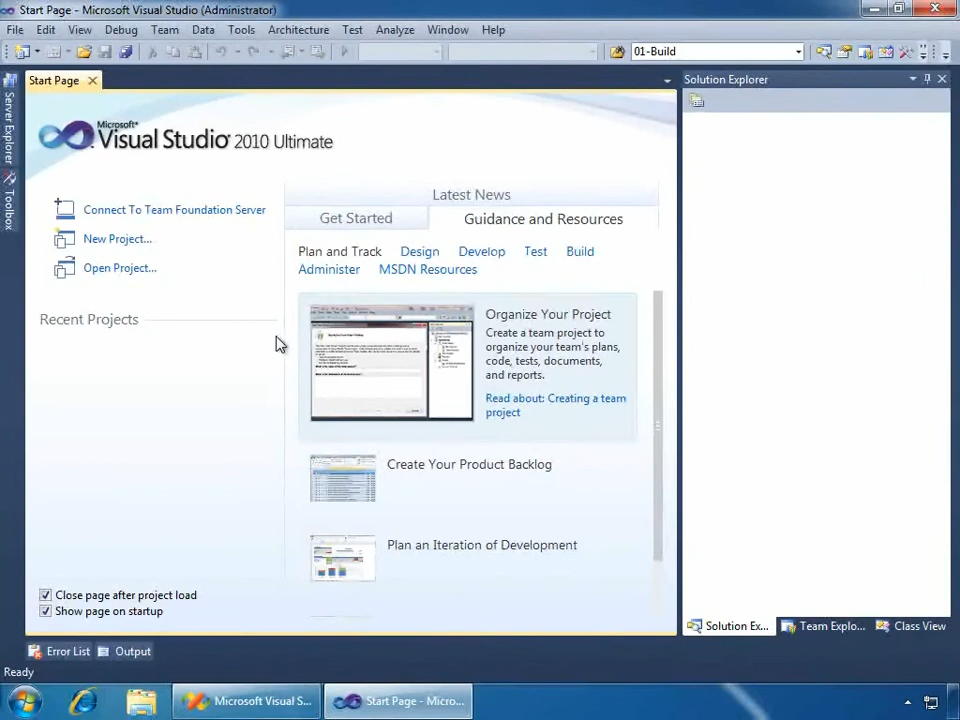 Start Page - Microsoft Visual Studio (Administrator)
File Edit View Debug Team Data Tools Architecture Test Analyze Window Help
01-Build
Server Explorer
Toolbox
Start Page
Solution Explorer
Microsoft®
Visual Studio 2010 Ultimate
Connect To Team Foundation Server
New Project...
Open Project...
Recent Projects
Latest News
Get Started
Guidance and Resources
Plan and Track Design Develop Test Build
Administer MSDN Resources
Organize Your Project
Create a team project to
organize your team's plans,
code, tests, documents,
and reports.
Read about: Creating a team
project
Create Your Product Backlog
Plan an Iteration of Development
Close page after project load
Show page on startup
Solution Ex... Team Explo... Class View
Error List Output
Ready
Microsoft Visual S... Start Page - Micro...